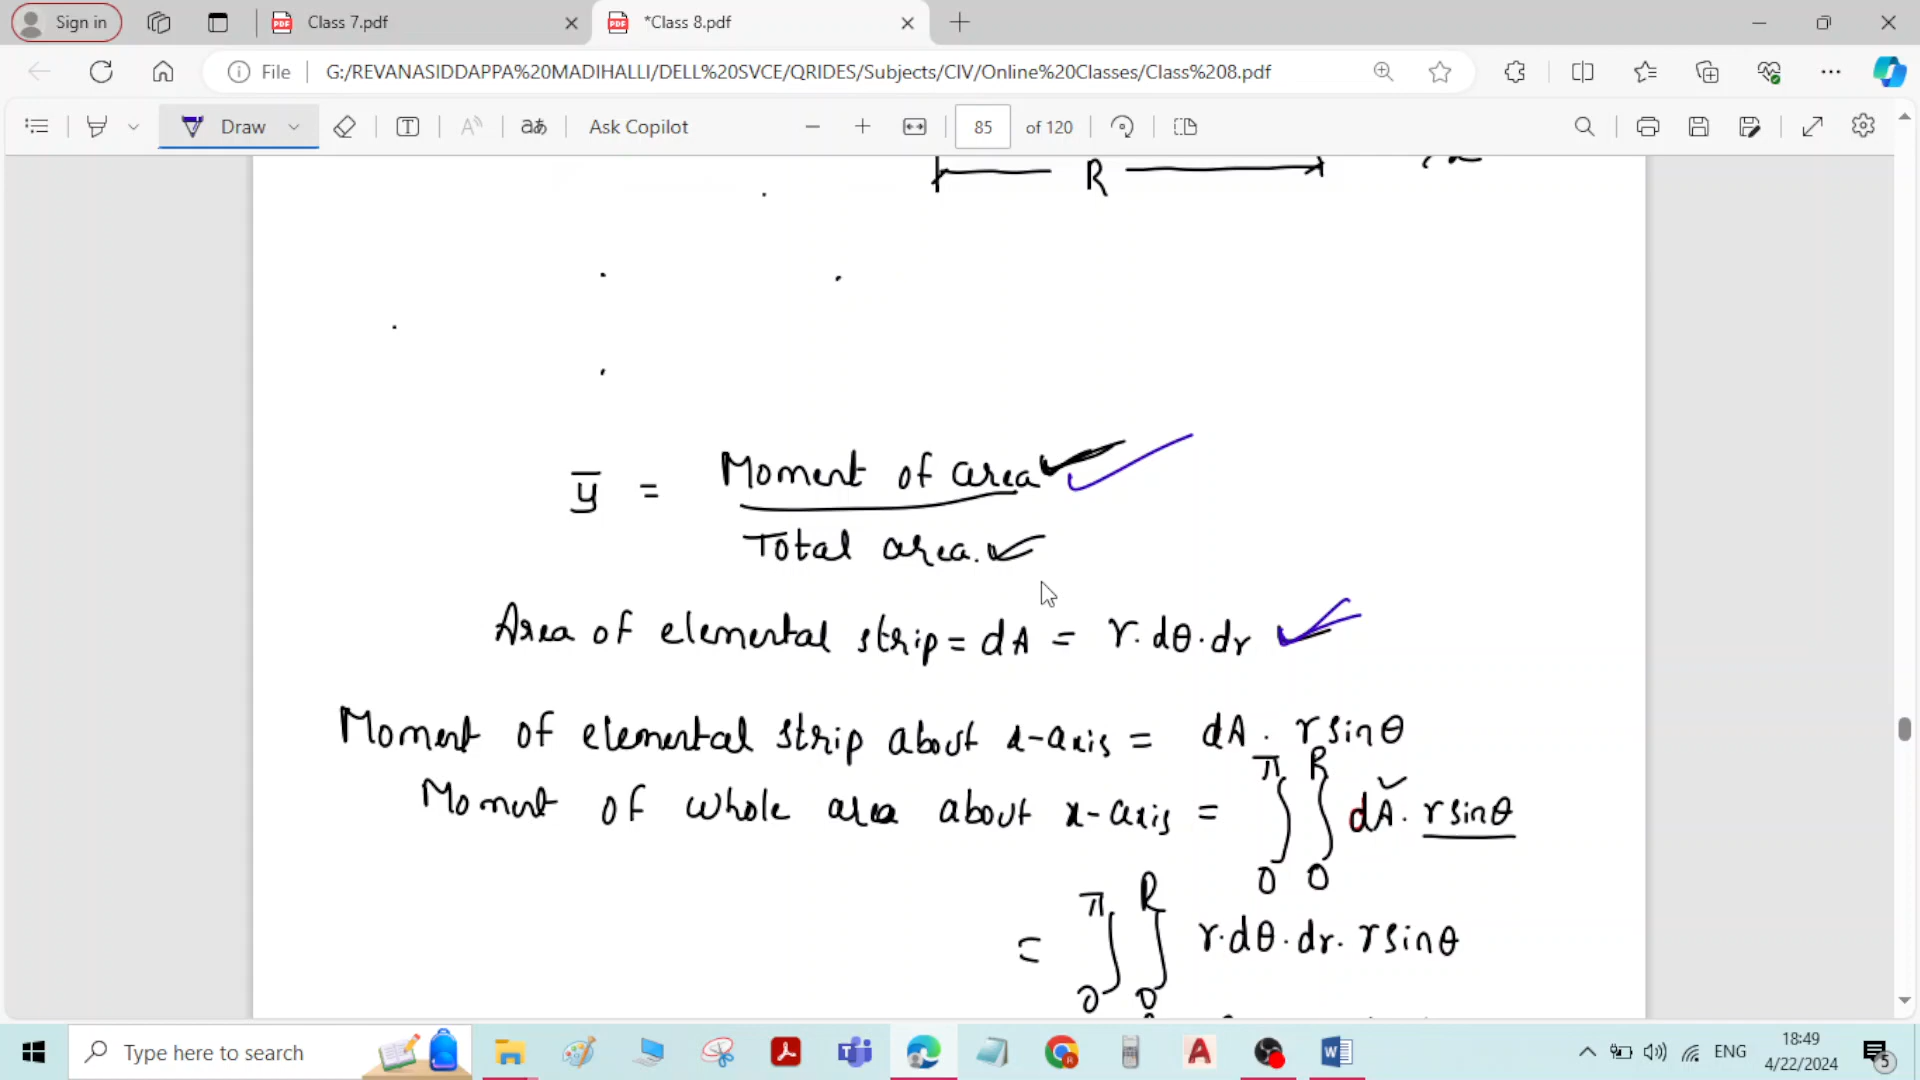 Sign in
Class 7.pdf
*Class 8.pdf
File
G:/REVANASIDDAPPA%20MADIHALLI/DELL%20SVCE/QRIDES/Subjects/CIV/Online%20Classes/Class%208.pdf
Draw
Ask Copilot
85 of 120
R
y̅ = Moment of area
Total area.
Area of elemental strip = dA = r.dθ.dr
Moment of elemental strip about x-axis = dA . r sinθ
Moment of whole area about x-axis = ∫₀^π ∫₀^R dA . r sinθ
= ∫₀^π ∫₀^R r.dθ.dr. r sinθ
Type here to search
ENG
18:49
4/22/2024
5